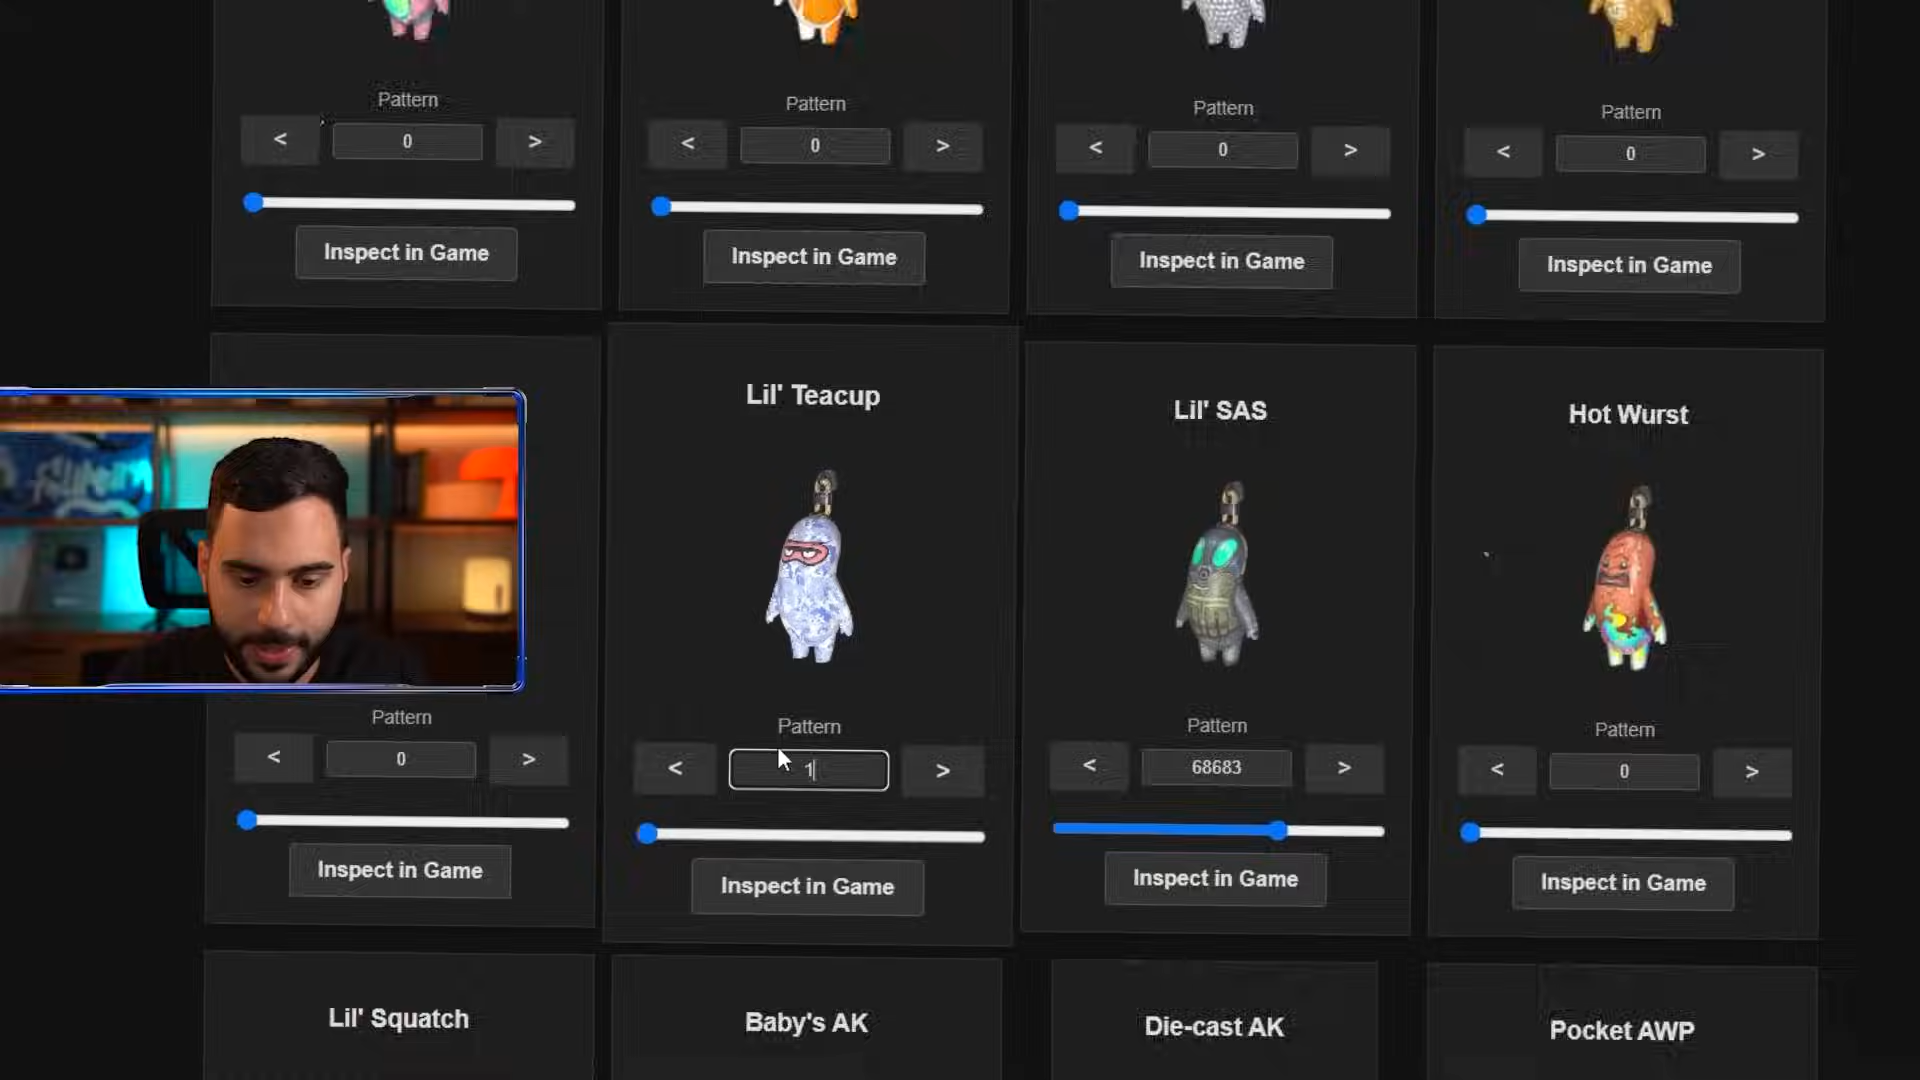 Pattern Pattern Pattern Pattern
< 0 > < 0 > < 0 > < 0 >
Inspect in Game Inspect in Game Inspect in Game Inspect in Game
Lil' Teacup Lil' SAS Hot Wurst
Pattern Pattern Pattern Pattern
< 0 > < 1 > < 68683 > < 0 >
Inspect in Game Inspect in Game Inspect in Game Inspect in Game
Lil' Squatch Baby's AK Die-cast AK Pocket AWP